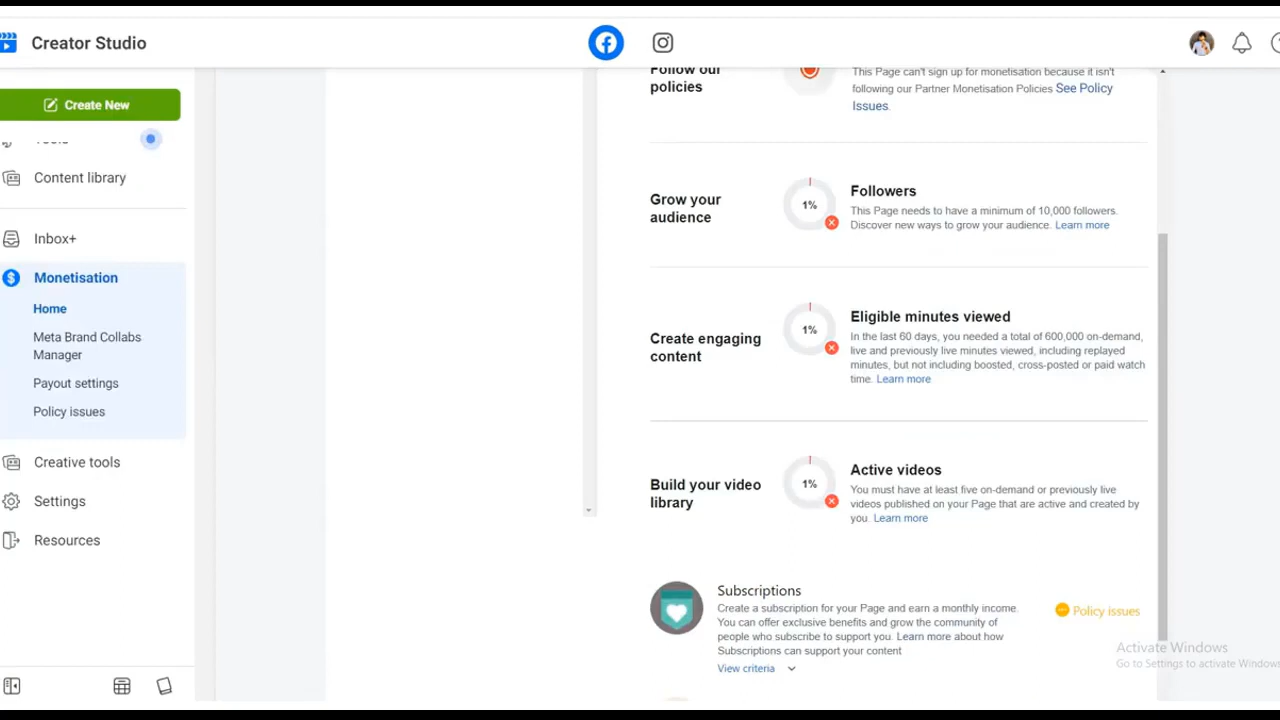 Creator Studio
Create New
Content library
Inbox+
Monetisation
Home
Meta Brand Collabs
Manager
Payout settings
Policy issues
Creative tools
Settings
Resources
Follow our
policies
This Page can't sign up for monetisation because it isn't
following our Partner Monetisation Policies See Policy
Issues.
Grow your
audience
1%
Followers
This Page needs to have a minimum of 10,000 followers.
Discover new ways to grow your audience. Learn more
Create engaging
content
1%
Eligible minutes viewed
In the last 60 days, you needed a total of 600,000 on-demand,
live and previously live minutes viewed, including replayed
minutes, but not including boosted, cross-posted or paid watch
time. Learn more
Build your video
library
1%
Active videos
You must have at least five on-demand or previously live
videos published on your Page that are active and created by
you. Learn more
Subscriptions
Create a subscription for your Page and earn a monthly income.
You can offer exclusive benefits and grow the community of
people who subscribe to support you. Learn more about how
Subscriptions can support your content
View criteria
Policy issues
Activate Windows
Go to Settings to activate Windows